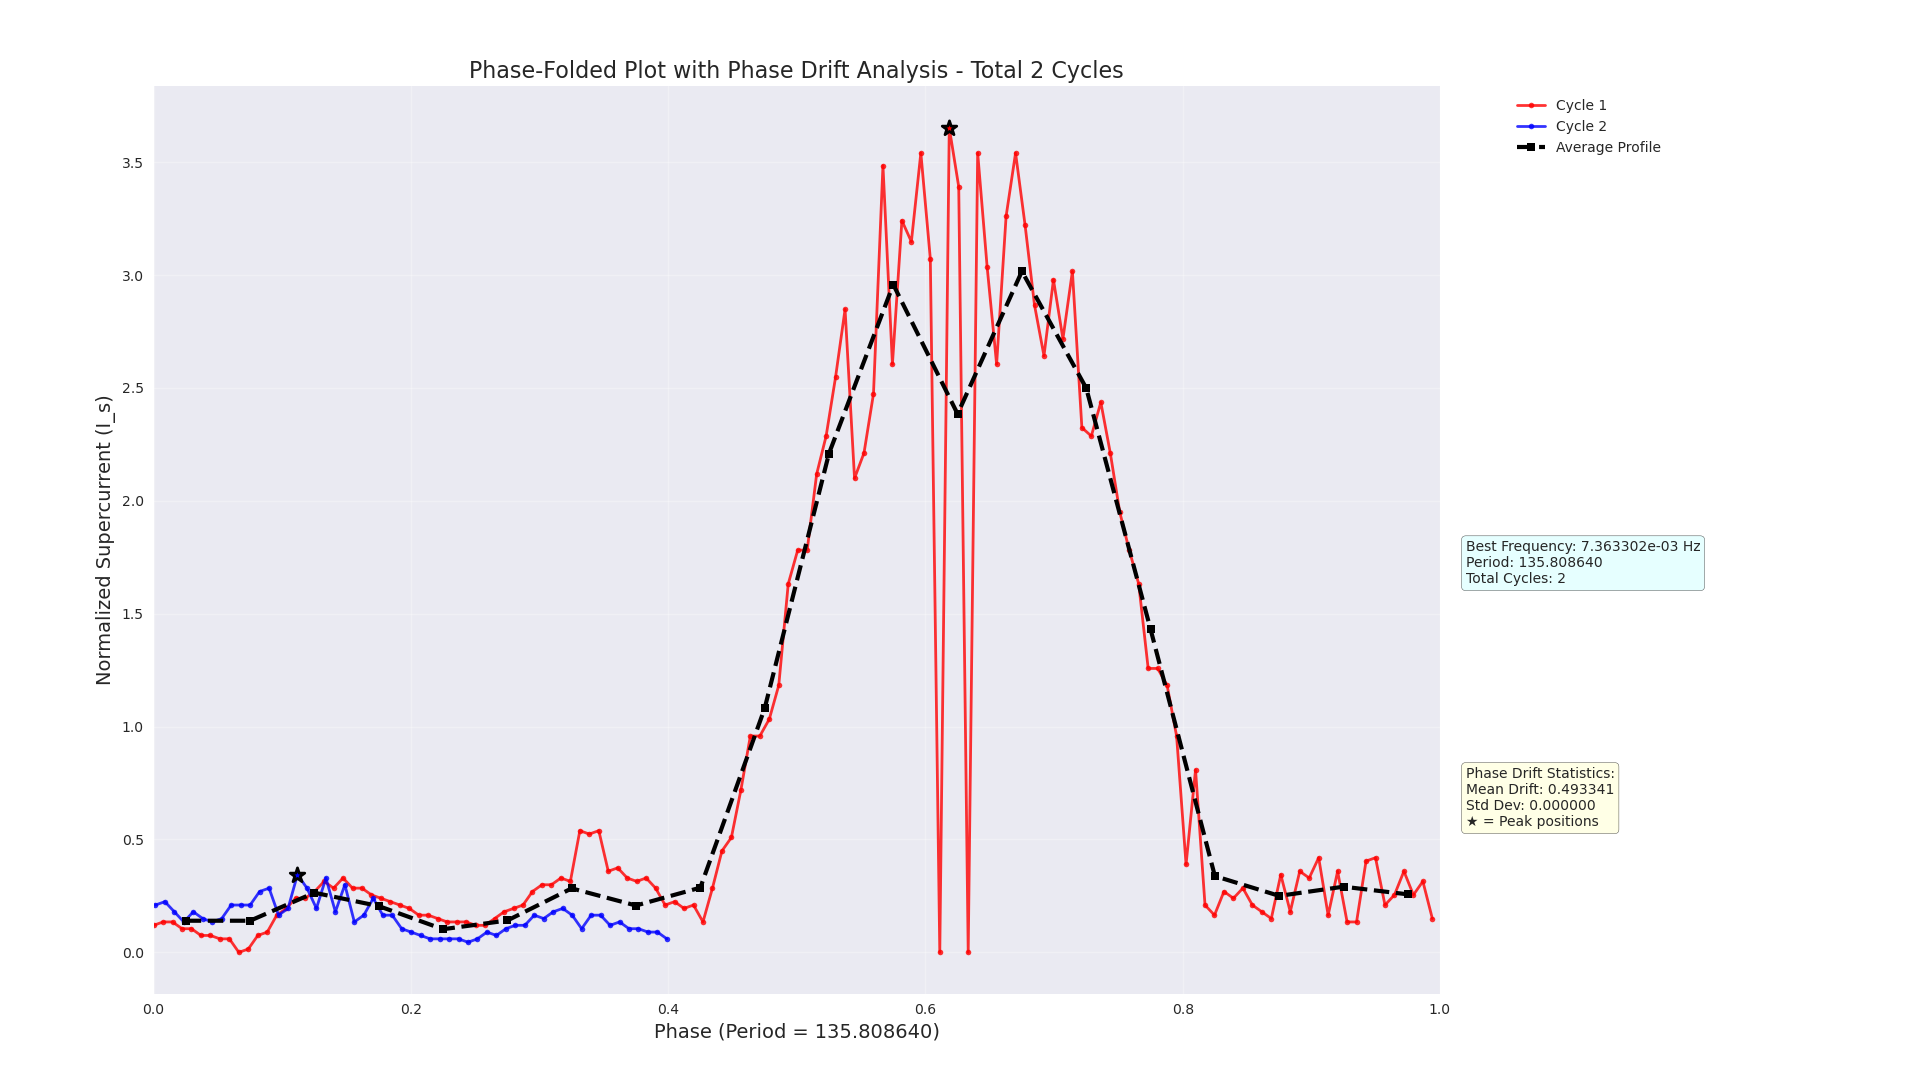 Phase-Folded Plot with Phase Drift Analysis - Total 2 Cycles
Normalized Supercurrent (I_s)
3.5
3.0
2.5
2.0
1.5
1.0
0.5
0.0
0.0
0.2
0.4
0.6
0.8
1.0
Phase (Period = 135.808640)
Cycle 1
Cycle 2
Average Profile
Best Frequency: 7.363302e-03 Hz
Period: 135.808640
Total Cycles: 2
Phase Drift Statistics:
Mean Drift: 0.493341
Std Dev: 0.000000
★ = Peak positions